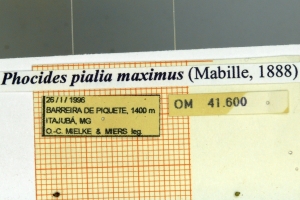 Phocides pialia maximus (Mabille, 1888)
26 / I / 1996
BARREIRA DE PIQUETE, 1400 m
ITAJUBÁ, MG
O.-C. MIELKE & MIERS leg.
OM 41.600